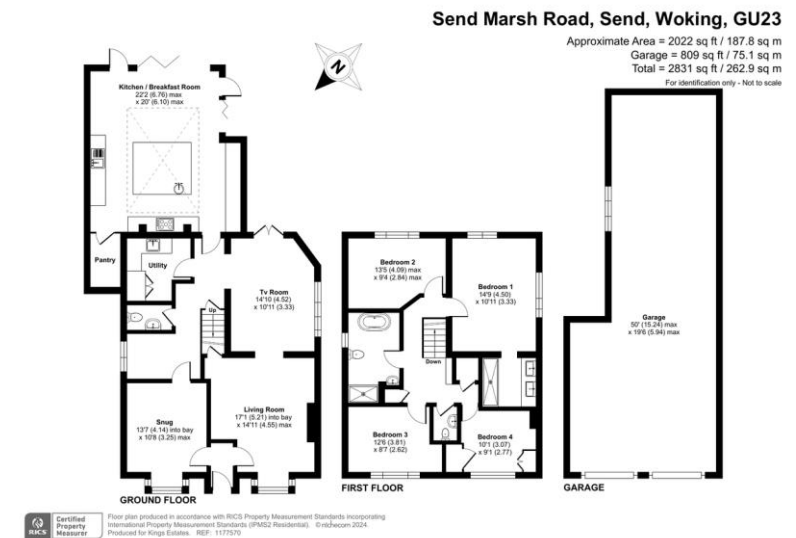 Send Marsh Road, Send, Woking, GU23
Approximate Area = 2022 sq ft / 187.8 sq m
Garage = 809 sq ft / 75.1 sq m
Total = 2831 sq ft / 262.9 sq m
For identification only - Not to scale
N
Kitchen / Breakfast Room
22'2 (6.76) max
x 20' (6.10) max
Pantry
Utility
Up
Tv Room
14'10 (4.52)
x 10'11 (3.33)
Snug
13'7 (4.14) into bay
x 10'8 (3.25) max
Living Room
17'1 (5.21) into bay
x 14'11 (4.55) max
GROUND FLOOR
Bedroom 2
13'5 (4.09) max
x 9'4 (2.84) max
Bedroom 1
14'9 (4.50)
x 10'11 (3.33)
Down
Bedroom 3
12'6 (3.81)
x 8'7 (2.62)
Bedroom 4
10'1 (3.07)
x 9'1 (2.77)
FIRST FLOOR
Garage
50' (15.24) max
x 19'6 (5.94) max
GARAGE
RICS
Certified
Property
Measurer
Floor plan produced in accordance with RICS Property Measurement Standards incorporating
International Property Measurement Standards (IPMS2 Residential). © nichecom 2024
Produced for Kings Estates. REF: 1177570